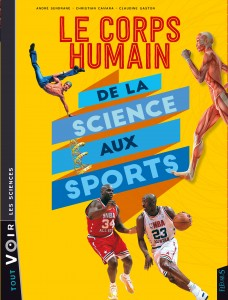 ANDRÉ GIORDANE - CHRISTIAN CAMARA - CLAUDINE GASTON
LE CORPS
HUMAIN
DE LA
SCIENCE
AUX
SPORTS
TOUT VOIR LES SCIENCES
34
23